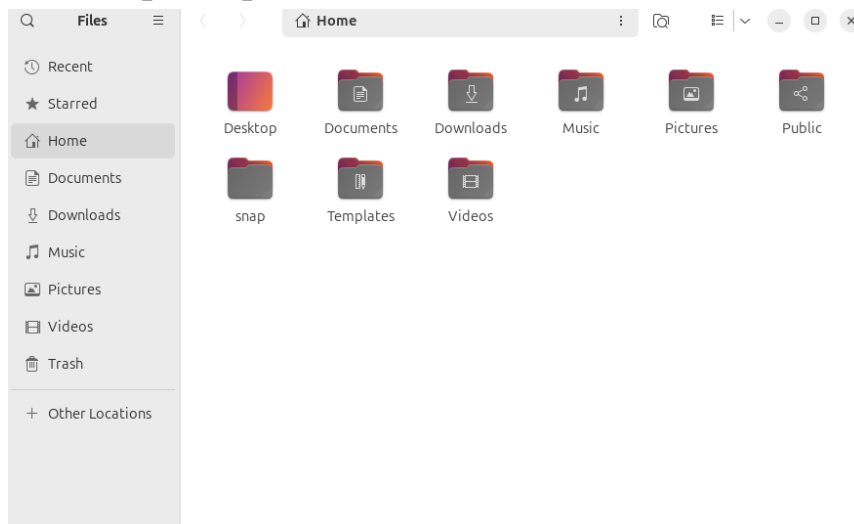 Files
Home
Recent
Starred
Home
Documents
Downloads
Music
Pictures
Videos
Trash
Other Locations
Desktop Documents Downloads Music Pictures Public
snap Templates Videos